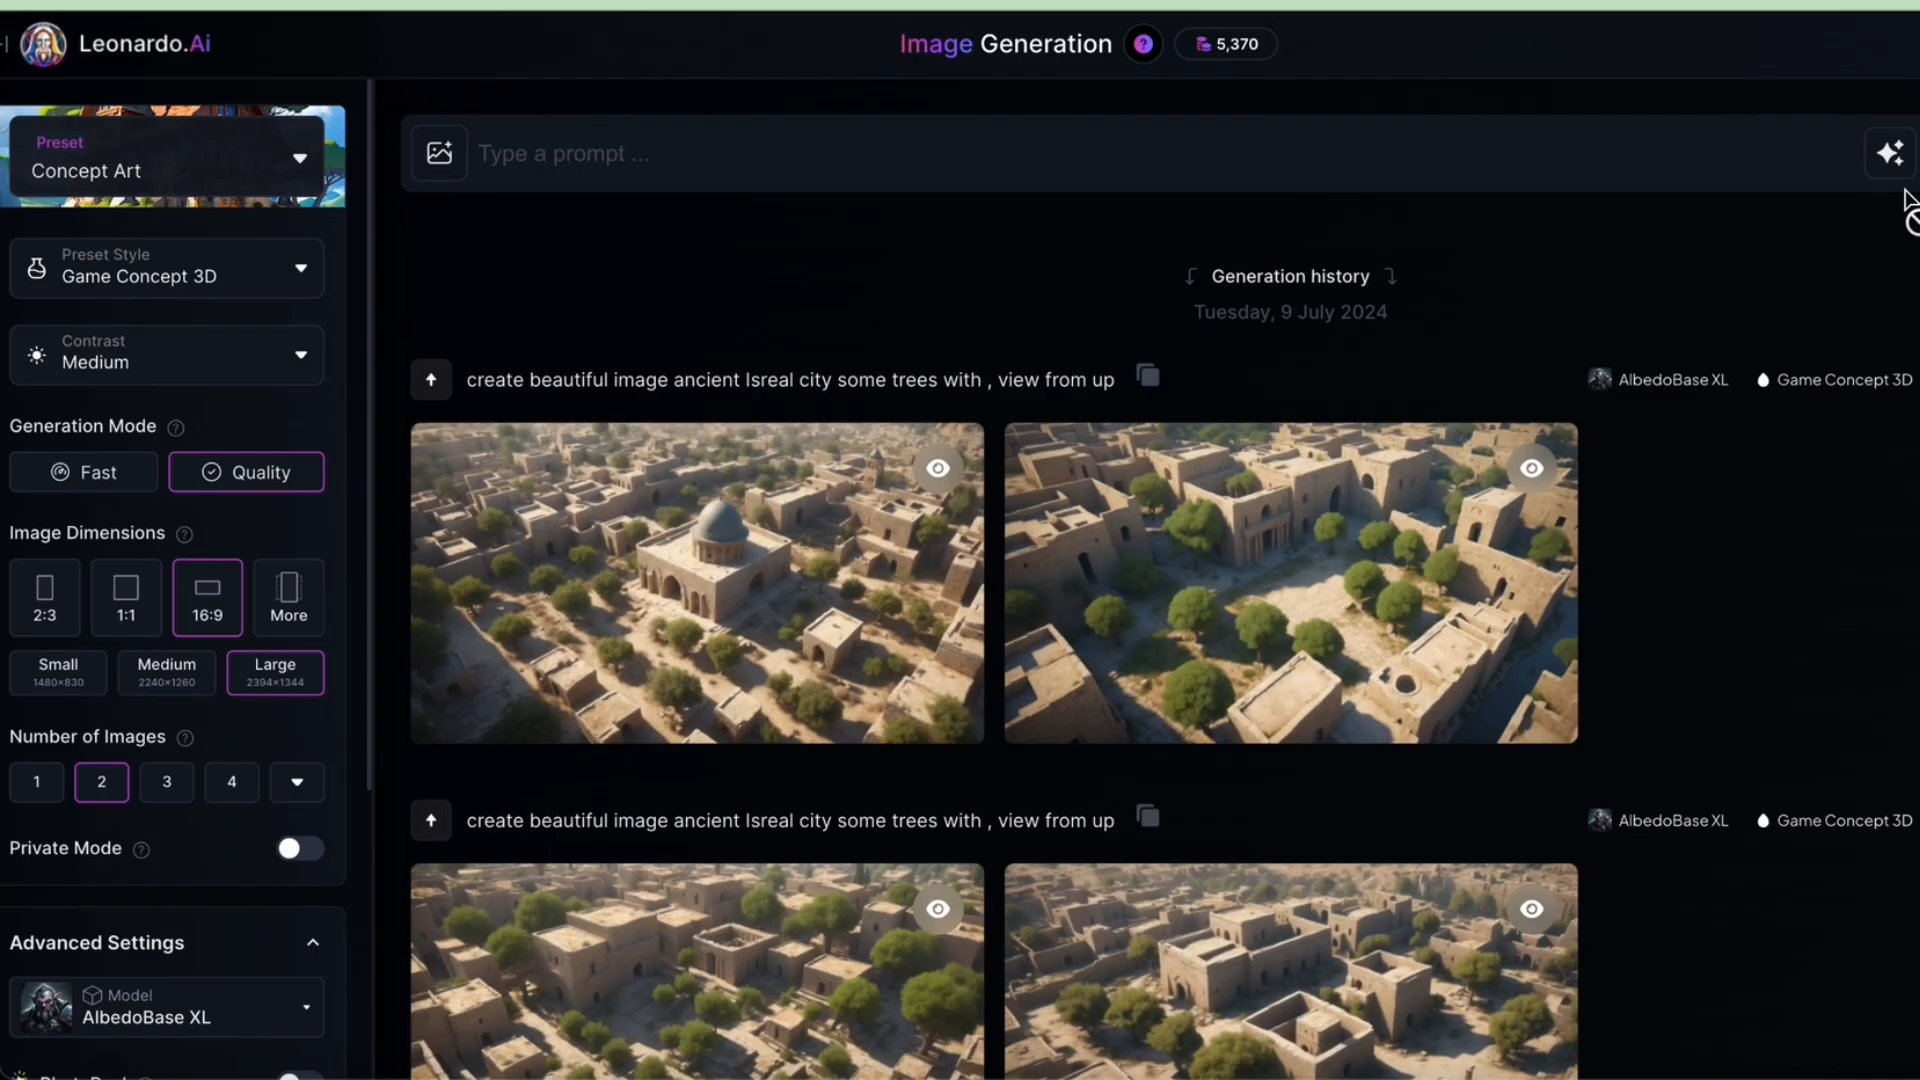 Leonardo.Ai
Image Generation
?
5,370
Preset
Concept Art
Type a prompt ...
Preset Style
Game Concept 3D
Generation history
Tuesday, 9 July 2024
Contrast
Medium
create beautiful image ancient Isreal city some trees with , view from up
AlbedoBase XL
Game Concept 3D
Generation Mode ?
Fast
Quality
Image Dimensions ?
2:3
1:1
16:9
More
Small
1480×830
Medium
2240×1260
Large
2394×1344
Number of Images ?
1
2
3
4
create beautiful image ancient Isreal city some trees with , view from up
AlbedoBase XL
Game Concept 3D
Private Mode ?
Advanced Settings
Model
AlbedoBase XL